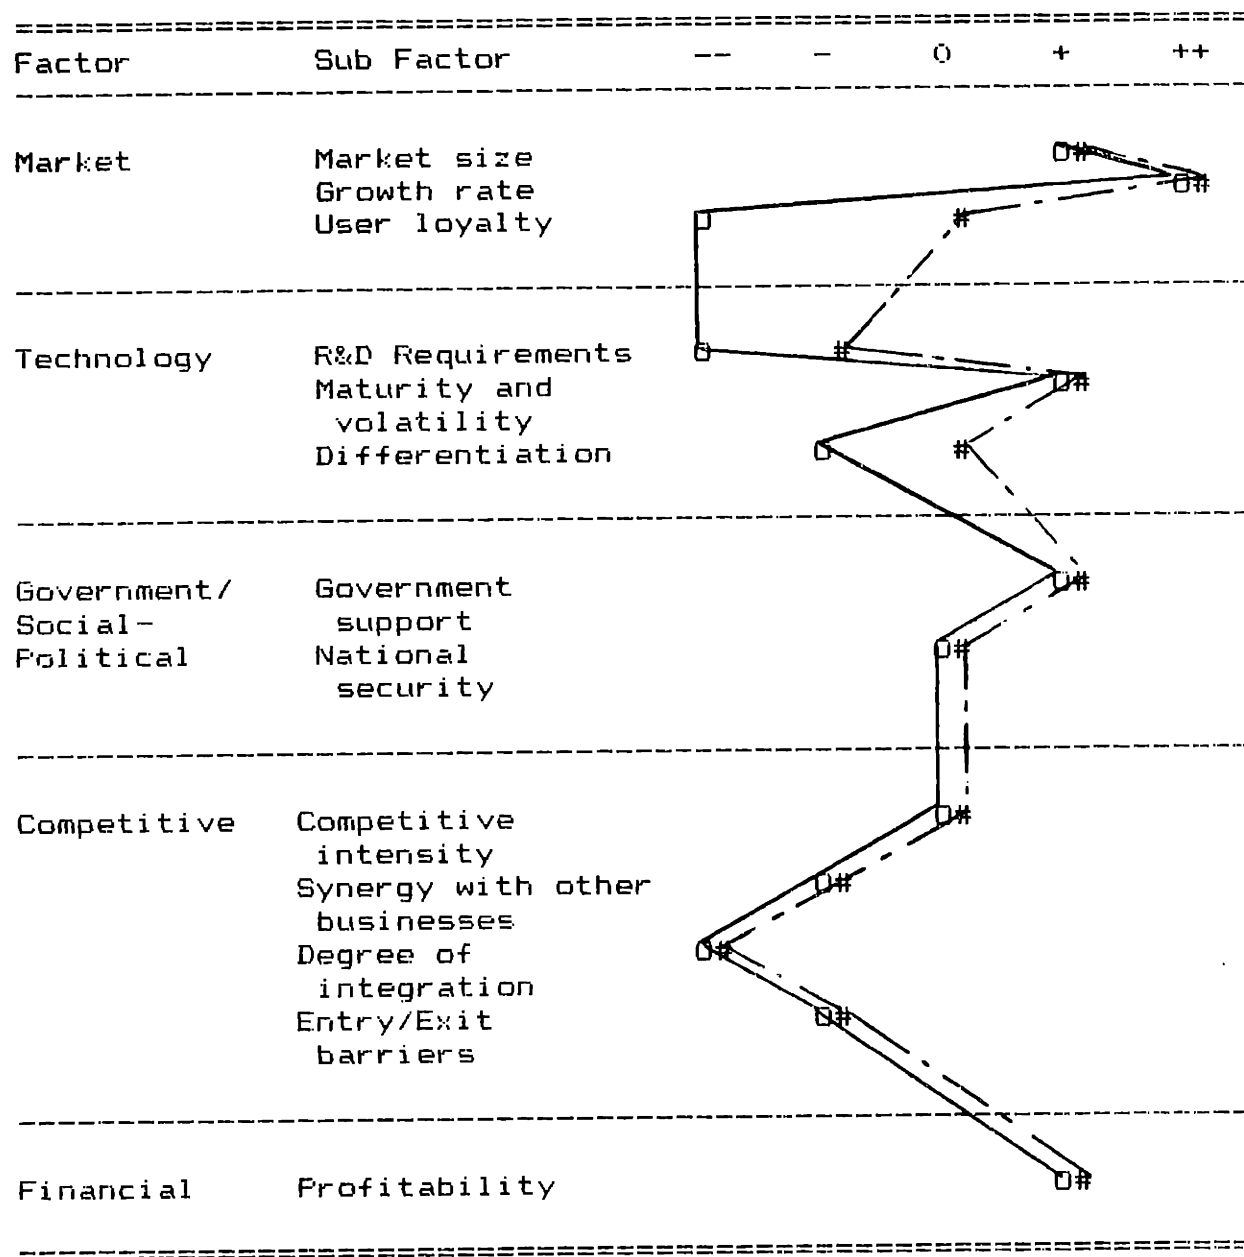 ==============================================================
Factor Sub Factor -- - 0 + ++
--------------------------------------------------------------
Market Market size O#
Growth rate O#
User loyalty O #
--------------------------------------------------------------
Technology R&D Requirements O #
Maturity and O#
volatility
Differentiation O #
--------------------------------------------------------------
Government/ Government O#
Social- support
Political National O#
security
--------------------------------------------------------------
Competitive Competitive O#
intensity
Synergy with other O#
businesses
Degree of O#
integration
Entry/Exit O#
barriers
--------------------------------------------------------------
Financial Profitability O#
==============================================================